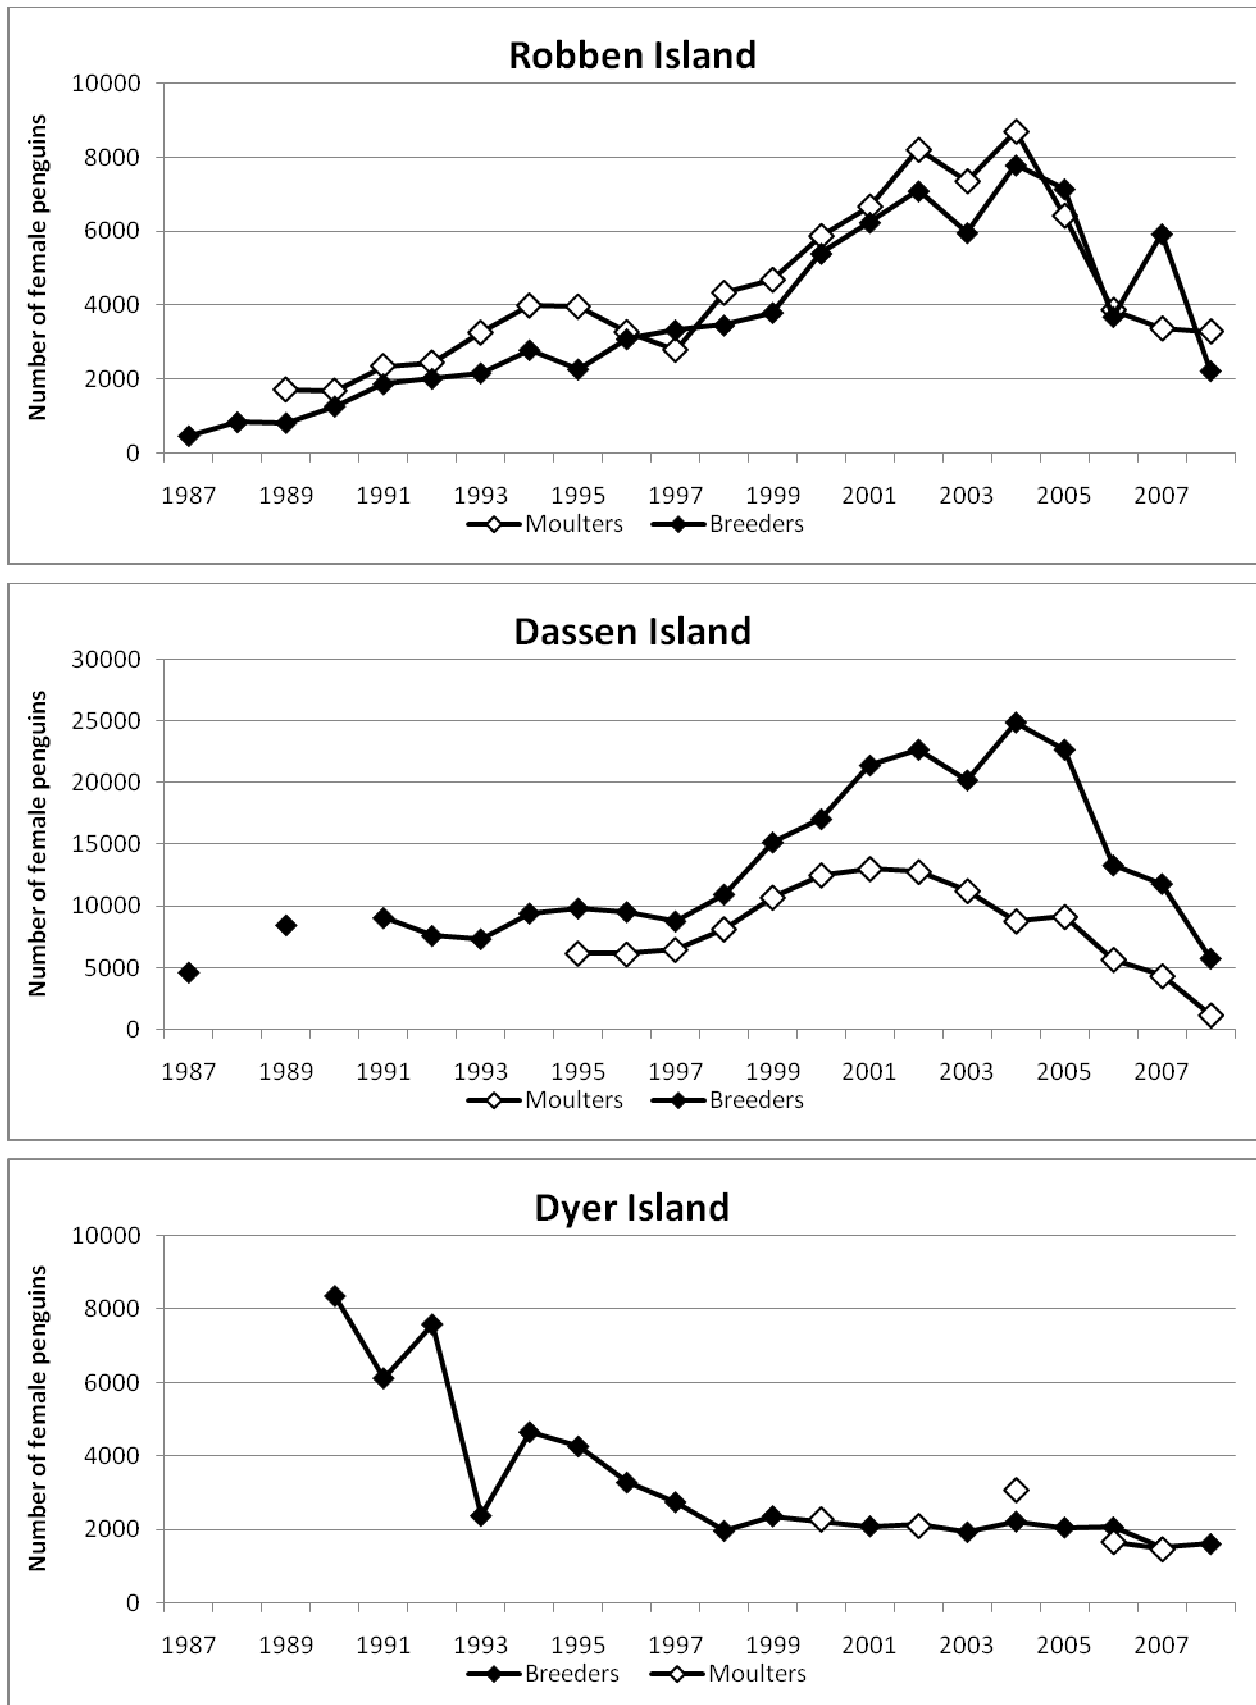 Robben Island
Number of female penguins
10000
8000
6000
4000
2000
0
1987 1989 1991 1993 1995 1997 1999 2001 2003 2005 2007
Moulters Breeders
Dassen Island
Number of female penguins
30000
25000
20000
15000
10000
5000
0
1987 1989 1991 1993 1995 1997 1999 2001 2003 2005 2007
Moulters Breeders
Dyer Island
Number of female penguins
10000
8000
6000
4000
2000
0
1987 1989 1991 1993 1995 1997 1999 2001 2003 2005 2007
Breeders Moulters